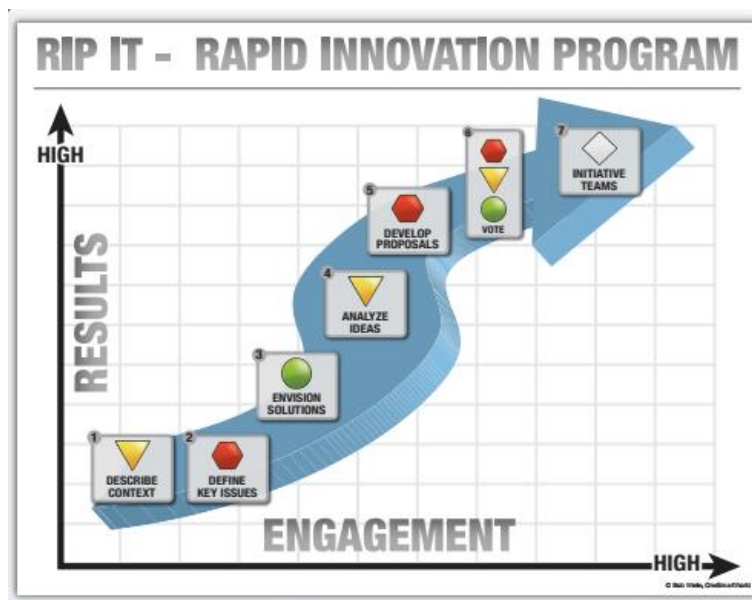 RIP IT - RAPID INNOVATION PROGRAM
HIGH
RESULTS
1
DESCRIBE
CONTEXT
2
DEFINE
KEY ISSUES
3
ENVISION
SOLUTIONS
4
ANALYZE
IDEAS
5
DEVELOP
PROPOSALS
6
VOTE
7
INITIATIVE
TEAMS
ENGAGEMENT
HIGH